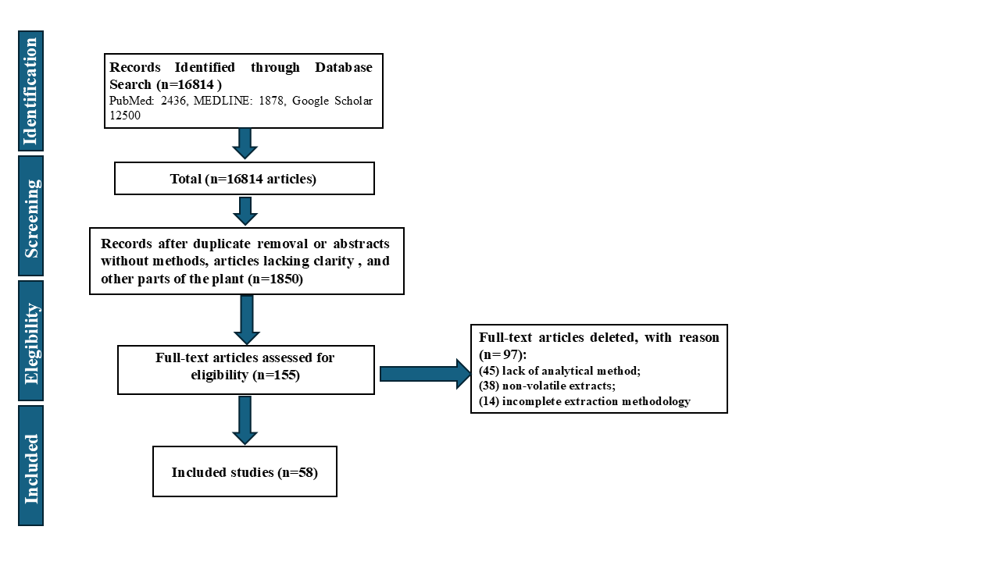 Identification
Records Identified through Database
Search (n=16814 )
PubMed: 2436, MEDLINE: 1878, Google Scholar
12500
Screening
Total (n=16814 articles)
Records after duplicate removal or abstracts
without methods, articles lacking clarity , and
other parts of the plant (n=1850)
Elegibility
Full-text articles assessed for
eligibility (n=155)
Full-text articles deleted, with reason
(n= 97):
(45) lack of analytical method;
(38) non-volatile extracts;
(14) incomplete extraction methodology
Included
Included studies (n=58)